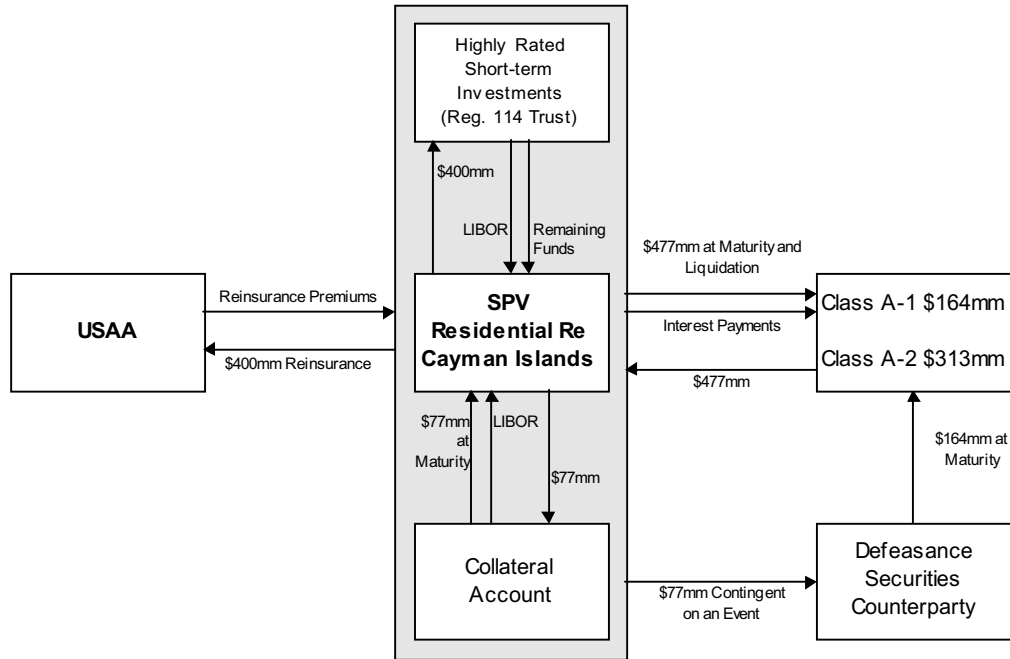 Highly Rated
Short-term
Investments
(Reg. 114 Trust)
$400mm
LIBOR
Remaining
Funds
$477mm at Maturity and
Liquidation
USAA
Reinsurance Premiums
$400mm Reinsurance
SPV
Residential Re
Cayman Islands
Interest Payments
$477mm
Class A-1 $164mm
Class A-2 $313mm
$77mm
at
Maturity
LIBOR
$77mm
$164mm at
Maturity
Collateral
Account
$77mm Contingent
on an Event
Defeasance
Securities
Counterparty